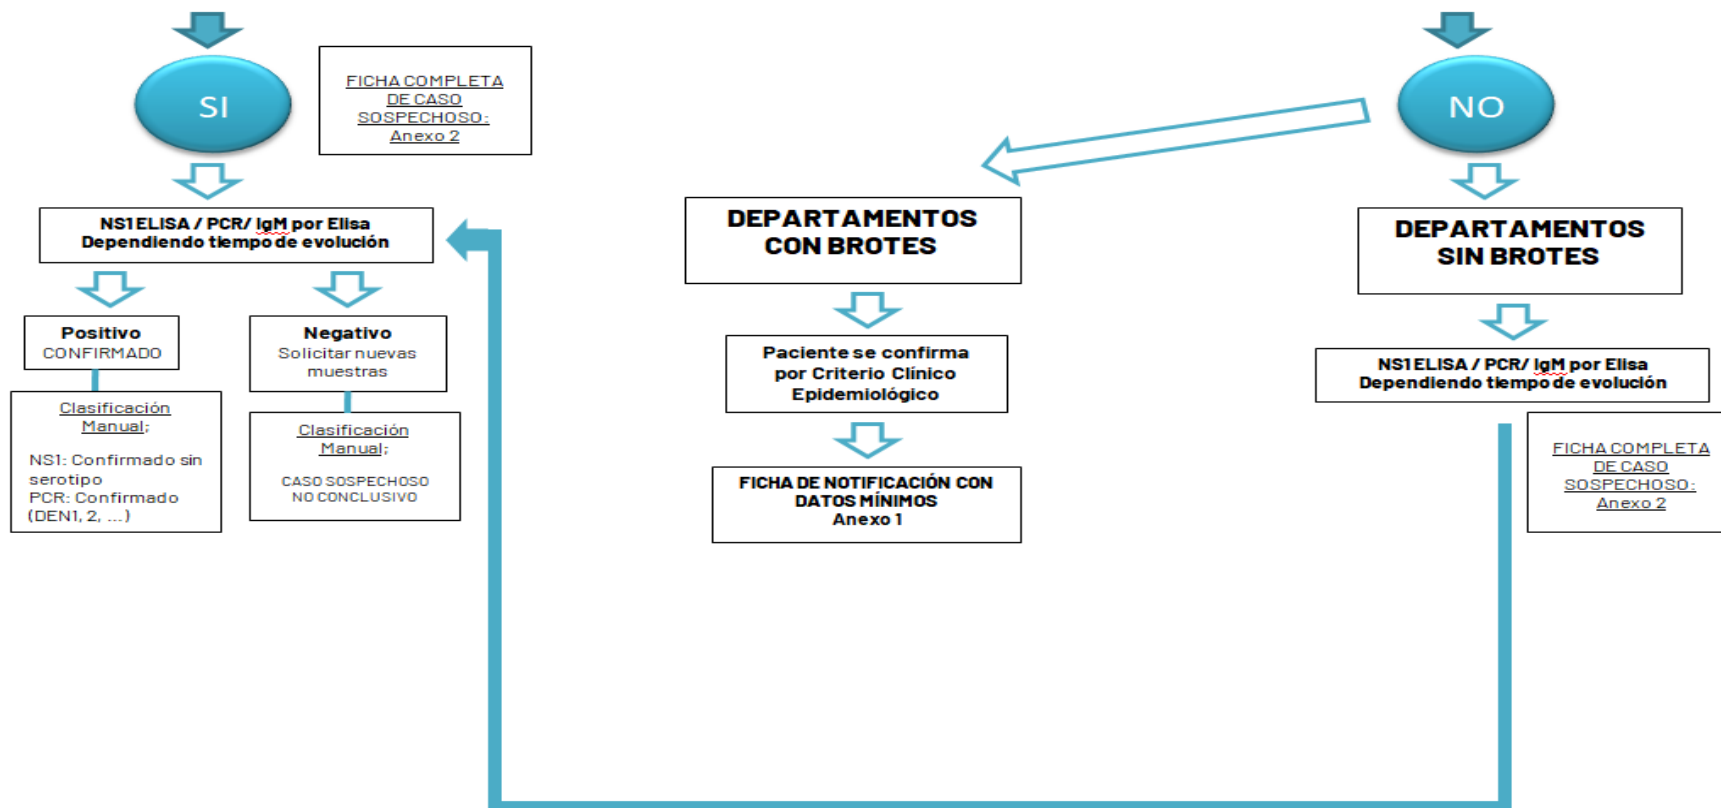 SI
FICHA COMPLETA
DE CASO
SOSPECHOSO:
Anexo 2
NS1 ELISA / PCR/ IgM por Elisa
Dependiendo tiempo de evolución
Positivo
CONFIRMADO
Clasificación
Manual;
NS1: Confirmado sin
serotipo
PCR: Confirmado
(DEN1, 2, ...)
Negativo
Solicitar nuevas
muestras
Clasificación
Manual;
CASO SOSPECHOSO
NO CONCLUSIVO
NO
DEPARTAMENTOS
CON BROTES
Paciente se confirma
por Criterio Clínico
Epidemiológico
FICHA DE NOTIFICACIÓN CON
DATOS MÍNIMOS
Anexo 1
DEPARTAMENTOS
SIN BROTES
NS1 ELISA / PCR/ IgM por Elisa
Dependiendo tiempo de evolución
FICHA COMPLETA
DE CASO
SOSPECHOSO:
Anexo 2